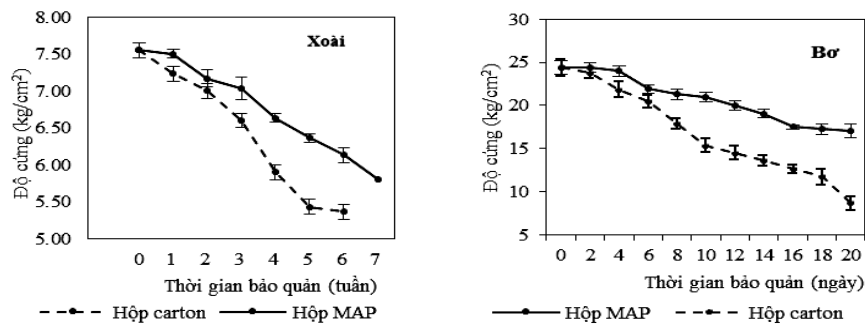 Xoài
Độ cứng (kg/cm²)
8.00
7.50
7.00
6.50
6.00
5.50
5.00
0 1 2 3 4 5 6 7
Thời gian bảo quản (tuần)
Hộp carton Hộp MAP
Bơ
Độ cứng (kg/cm²)
30
25
20
15
10
5
0 2 4 6 8 10 12 14 16 18 20
Thời gian bảo quản (ngày)
Hộp MAP Hộp carton